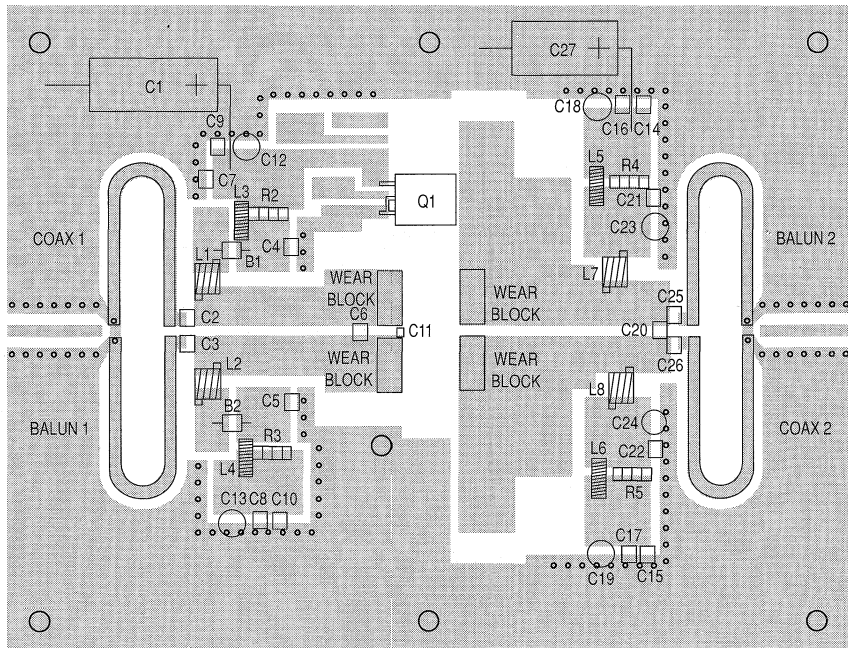 C27
C1
C18
C16 C14
C9
C12
C7
L5
R4
L3
R2
C21
Q1
C23
COAX 1
BALUN 2
C4
L1
B1
L7
WEAR
BLOCK
WEAR
BLOCK
C25
C2
C6
C11
C20
C3
C26
WEAR
BLOCK
WEAR
BLOCK
L2
L8
C5
B2
C24
BALUN 1
COAX 2
R3
C22
L6
L4
R5
C13 C8 C10
C17
C19
C15